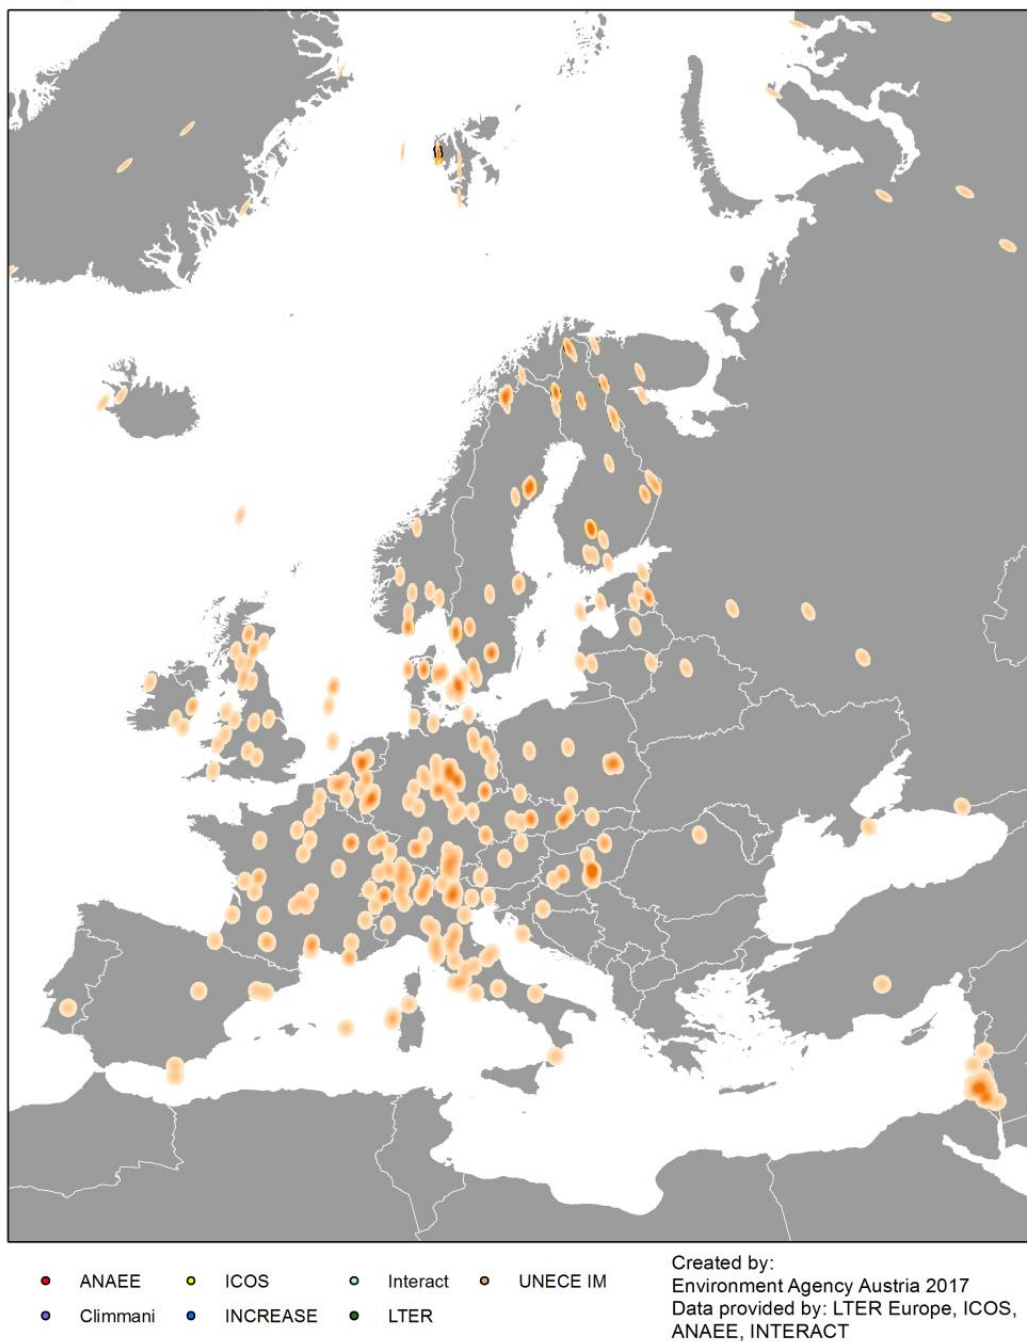 ANAEE ICOS Interact UNECE IM
Climmani INCREASE LTER
Created by:
Environment Agency Austria 2017
Data provided by: LTER Europe, ICOS,
ANAEE, INTERACT